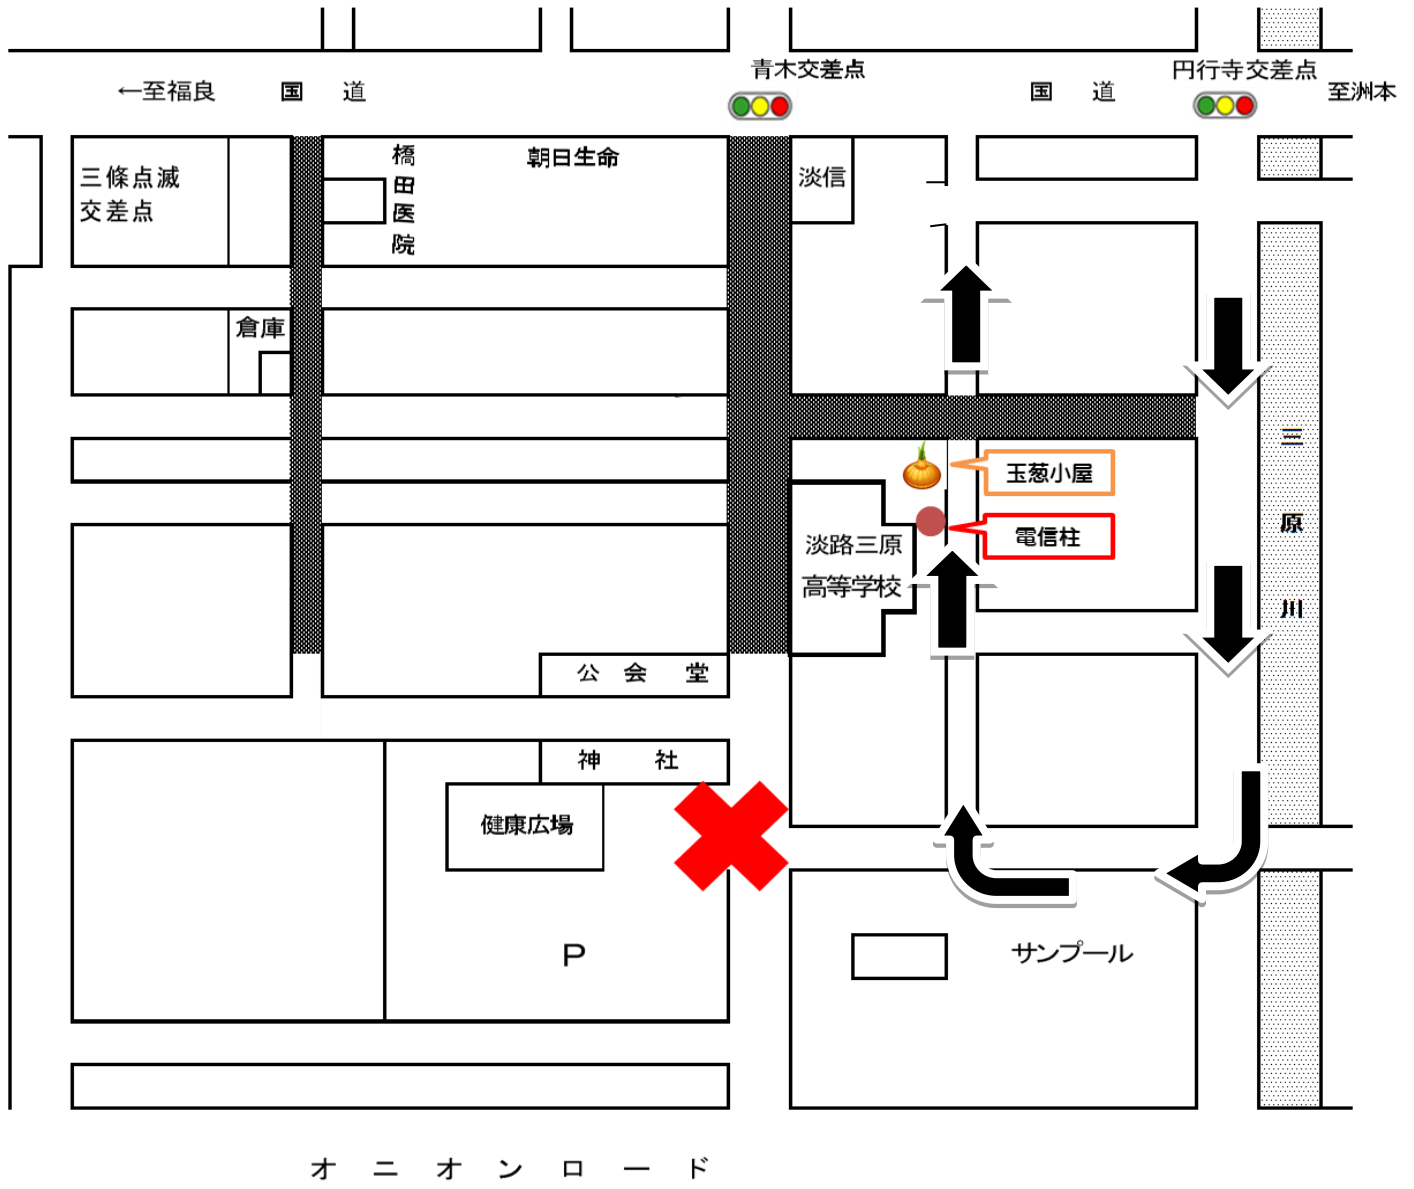 青木交差点
円行寺交差点
←至福良
国道
国道
至洲本
三條点滅
交差点
橋田医院
朝日生命
淡信
倉庫
三原川
玉葱小屋
電信柱
淡路三原
高等学校
公会堂
神社
健康広場
P
サンプール
オニオンロード